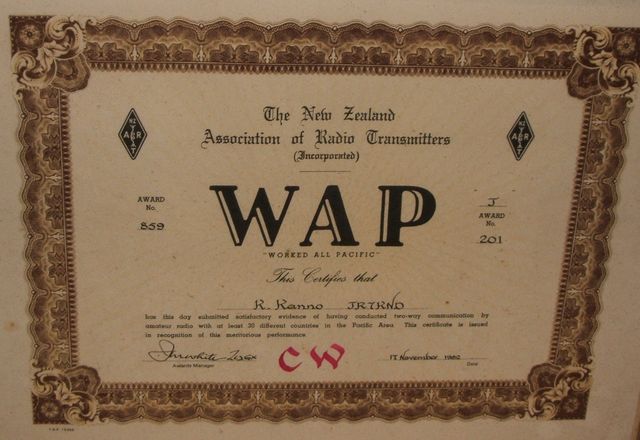 The New Zealand
Association of Radio Transmitters
(Incorporated)
WAP
"WORKED ALL PACIFIC"
AWARD
No.
859
J
AWARD
No.
201
This Certifies that
K. Kanno JR7RND
has this day submitted satisfactory evidence of having conducted two-way communication by
amateur radio with at least 30 different countries in the Pacific Area. This certificate is issued
in recognition of this meritorious performance
CW
17 November 1982
Awards Manager
Date